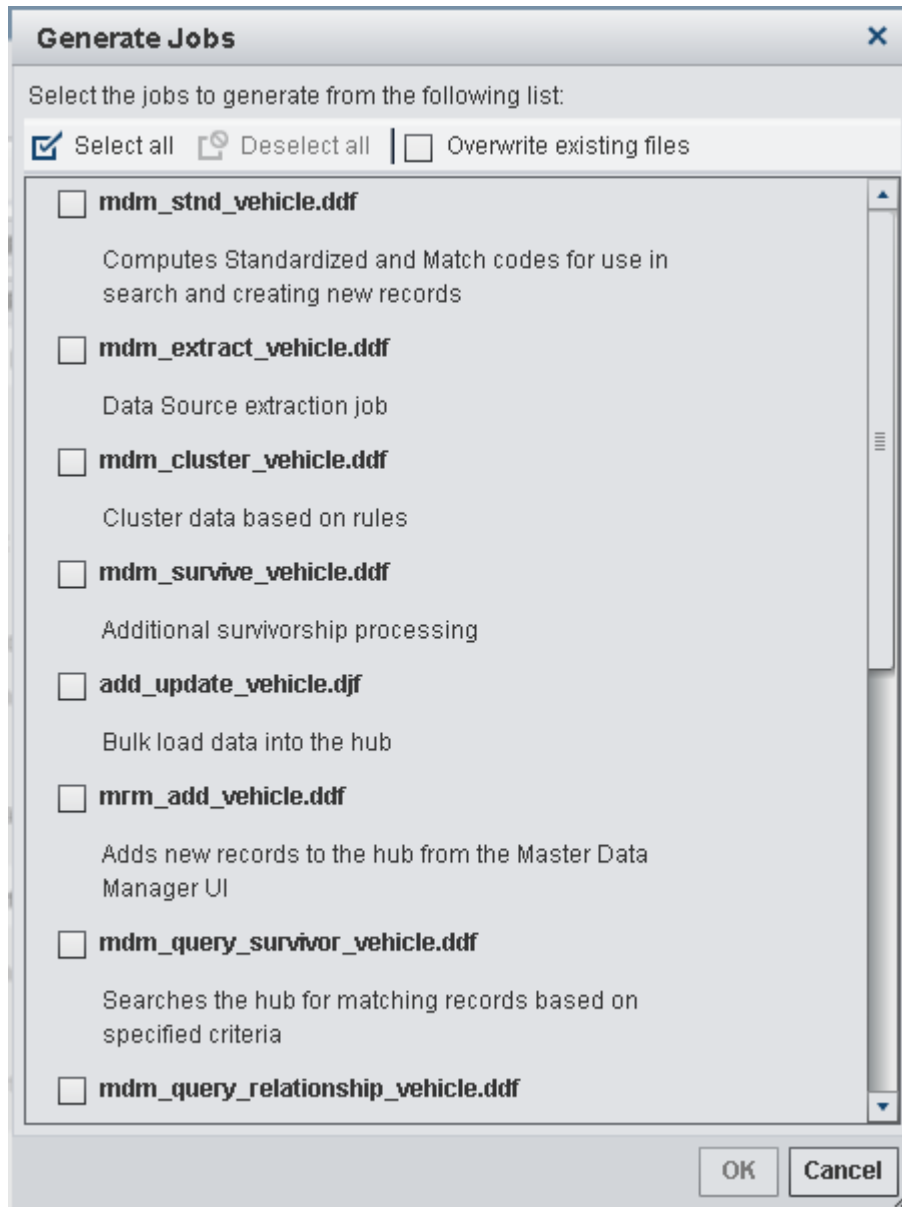 Generate Jobs
Select the jobs to generate from the following list:
Select all Deselect all Overwrite existing files
mdm_stnd_vehicle.ddf
Computes Standardized and Match codes for use in
search and creating new records
mdm_extract_vehicle.ddf
Data Source extraction job
mdm_cluster_vehicle.ddf
Cluster data based on rules
mdm_survive_vehicle.ddf
Additional survivorship processing
add_update_vehicle.djf
Bulk load data into the hub
mrm_add_vehicle.ddf
Adds new records to the hub from the Master Data
Manager UI
mdm_query_survivor_vehicle.ddf
Searches the hub for matching records based on
specified criteria
mdm_query_relationship_vehicle.ddf
OK Cancel